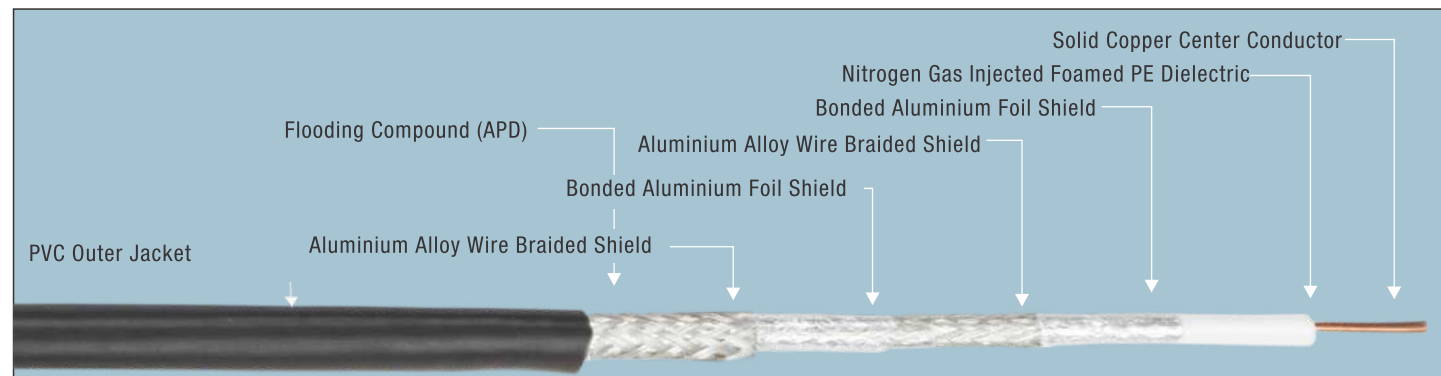 Solid Copper Center Conductor
Nitrogen Gas Injected Foamed PE Dielectric
Bonded Aluminium Foil Shield
Flooding Compound (APD)
Aluminium Alloy Wire Braided Shield
Bonded Aluminium Foil Shield
Aluminium Alloy Wire Braided Shield
PVC Outer Jacket